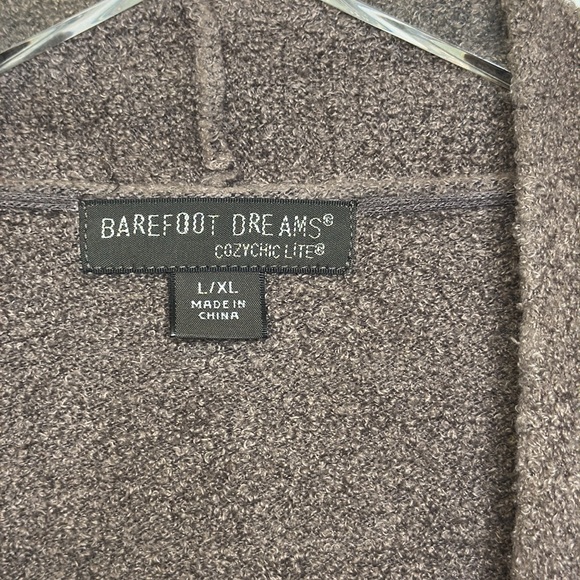 BAREFOOT DREAMS®
COZYCHIC LITE®
L/XL
MADE IN
CHINA